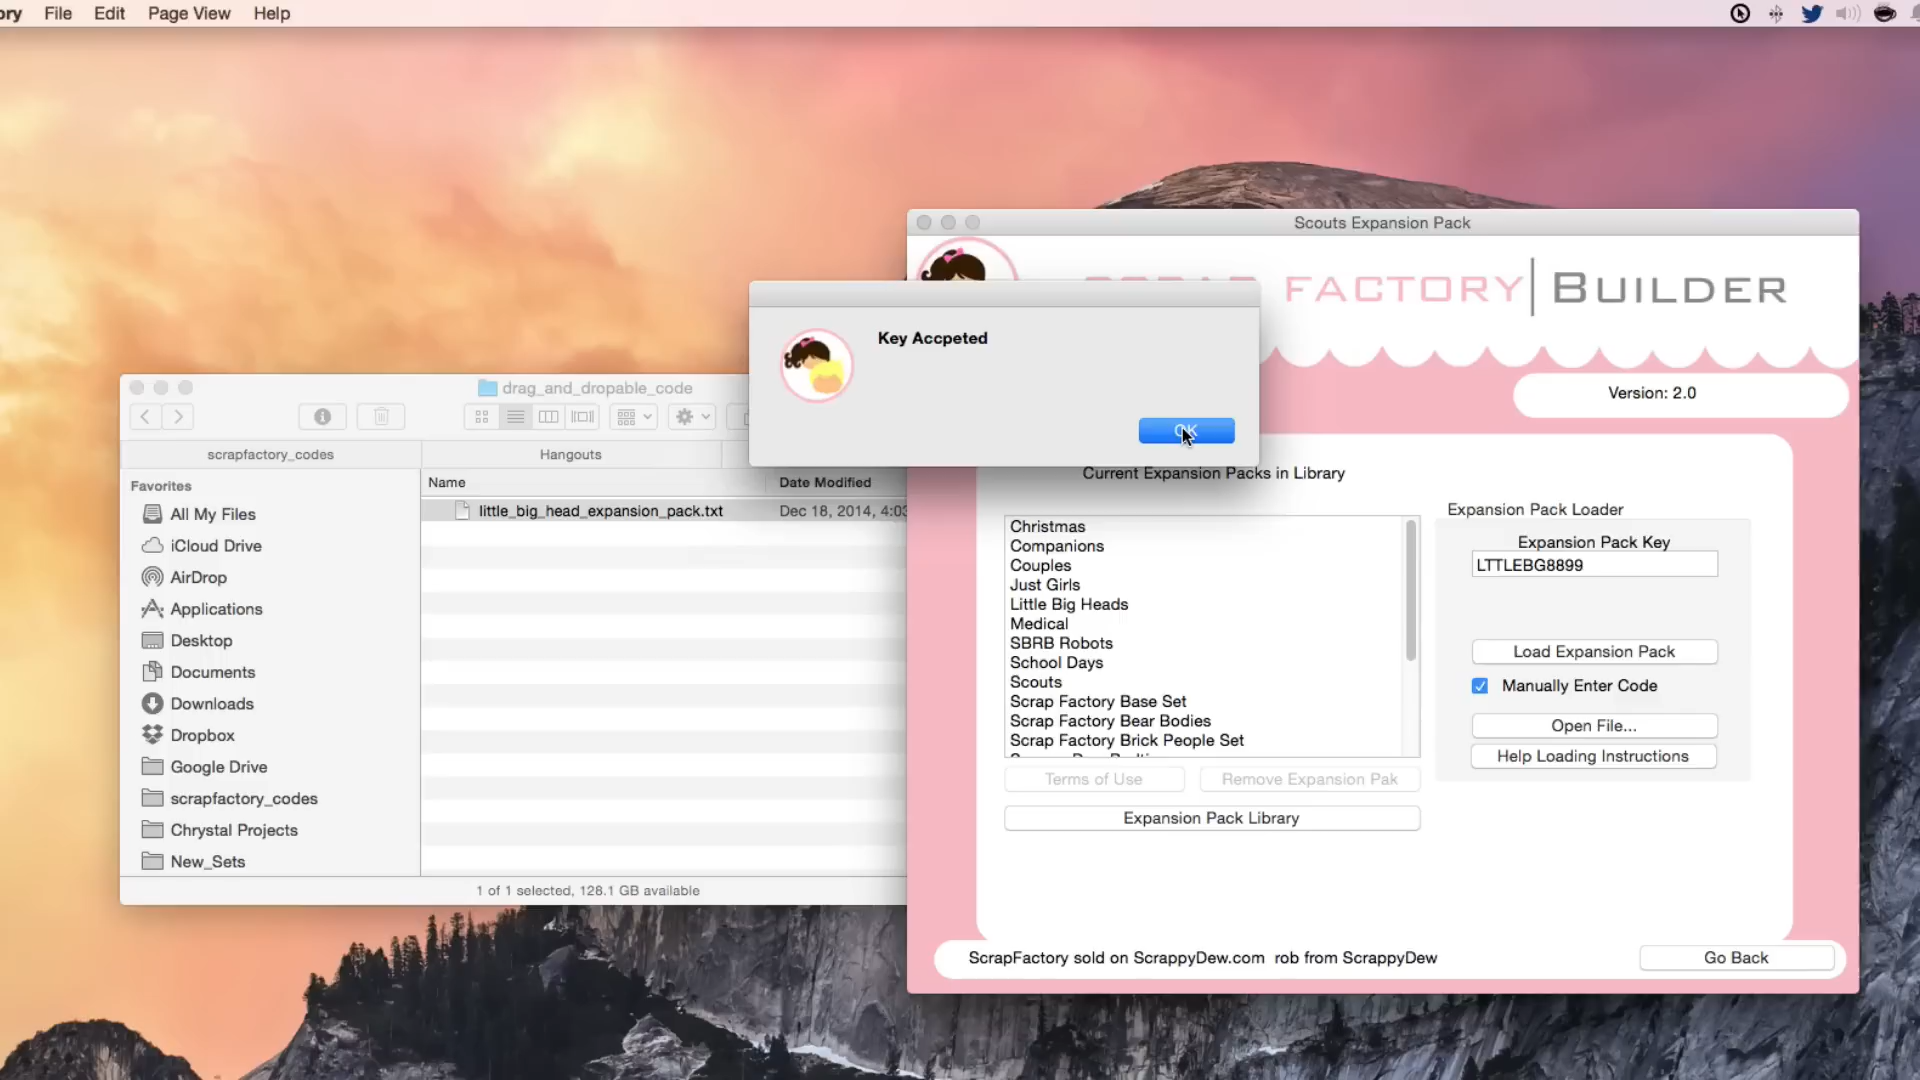 ory File Edit Page View Help
Scouts Expansion Pack
FACTORY BUILDER
Version: 2.0
Key Accpeted
OK
drag_and_dropable_code
scrapfactory_codes Hangouts
Favorites
All My Files
iCloud Drive
AirDrop
Applications
Desktop
Documents
Downloads
Dropbox
Google Drive
scrapfactory_codes
Chrystal Projects
New_Sets
Name Date Modified
little_big_head_expansion_pack.txt Dec 18, 2014, 4:03
1 of 1 selected, 128.1 GB available
Current Expansion Packs in Library
Christmas
Companions
Couples
Just Girls
Little Big Heads
Medical
SBRB Robots
School Days
Scouts
Scrap Factory Base Set
Scrap Factory Bear Bodies
Scrap Factory Brick People Set
Terms of Use Remove Expansion Pak
Expansion Pack Library
Expansion Pack Loader
Expansion Pack Key
LTTLEBG8899
Load Expansion Pack
Manually Enter Code
Open File...
Help Loading Instructions
ScrapFactory sold on ScrappyDew.com rob from ScrappyDew
Go Back